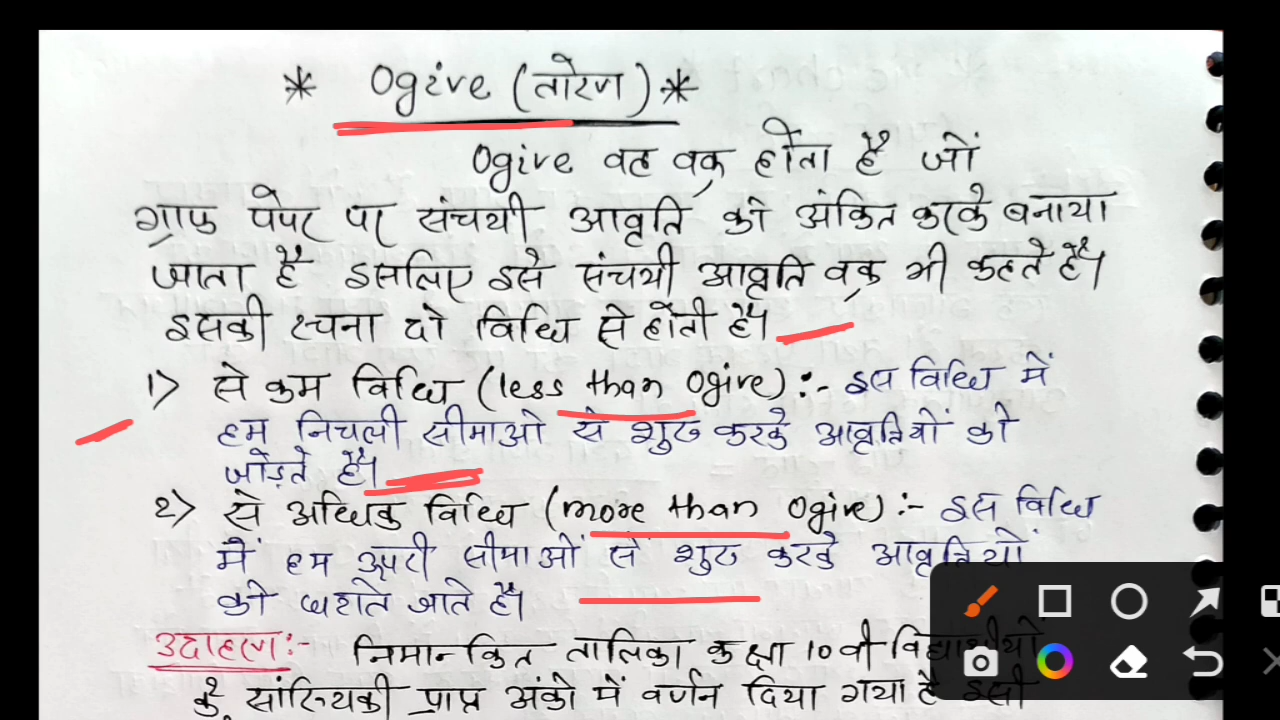 * Ogive (तोरण) *
Ogive वह वक्र होता है जो
ग्राफ पेपर पर संचयी आवृति को अंकित करके बनाया
जाता है इसलिए इसे संचयी आवृति वक्र भी कहते है।
इसकी रचना दो विधि से होती है।
1) से कम विधि (less than Ogive) :- इस विधि में
हम निचली सीमाओ से शुरु करके आवृत्तियों को
जोड़ते है।
2) से अधिक विधि (more than Ogive) :- इस विधि
में हम ऊपरी सीमाओं से शुरु करके आवृत्तियों
को घटाते जाते है।
उदाहरण :- निमानकित तालिका कक्षा 10 वी विद्यार्थीयों
के सांख्यिकी प्राप्त अंको में वर्णन दिया गया है इसी